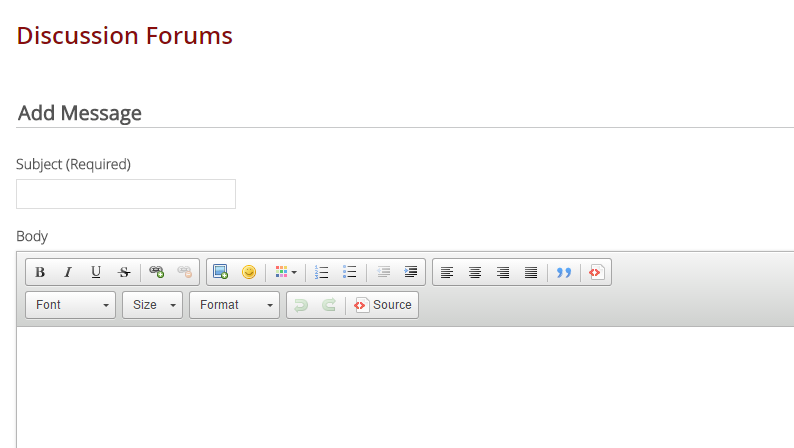 Discussion Forums
Add Message
Subject (Required)
Body
B I U S
Font Size Format Source